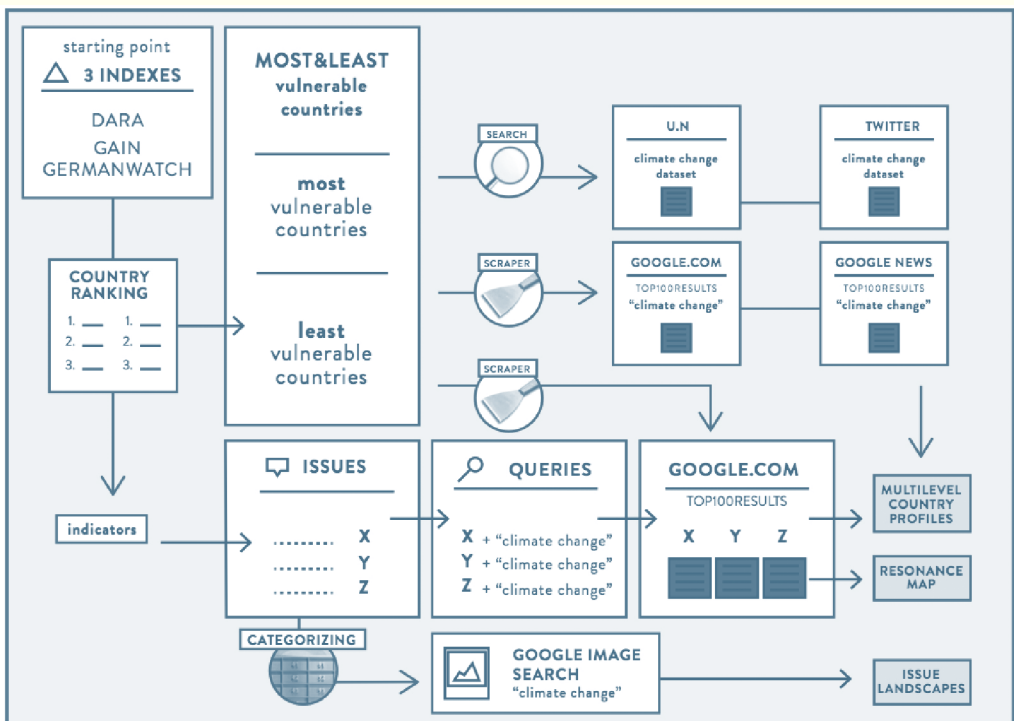 starting point
3 INDEXES
DARA
GAIN
GERMANWATCH
COUNTRY
RANKING
1. 1.
2. 2.
3. 3.
indicators
MOST&LEAST
vulnerable
countries
most
vulnerable
countries
least
vulnerable
countries
SEARCH
U.N
climate change
dataset
TWITTER
climate change
dataset
SCRAPER
GOOGLE.COM
TOP100RESULTS
“climate change”
GOOGLE NEWS
TOP100RESULTS
“climate change”
SCRAPER
ISSUES
......... X
......... Y
......... Z
QUERIES
X + “climate change”
Y + “climate change”
Z + “climate change”
GOOGLE.COM
TOP100RESULTS
X Y Z
MULTILEVEL
COUNTRY
PROFILES
RESONANCE
MAP
CATEGORIZING
GOOGLE IMAGE
SEARCH
“climate change”
ISSUE
LANDSCAPES